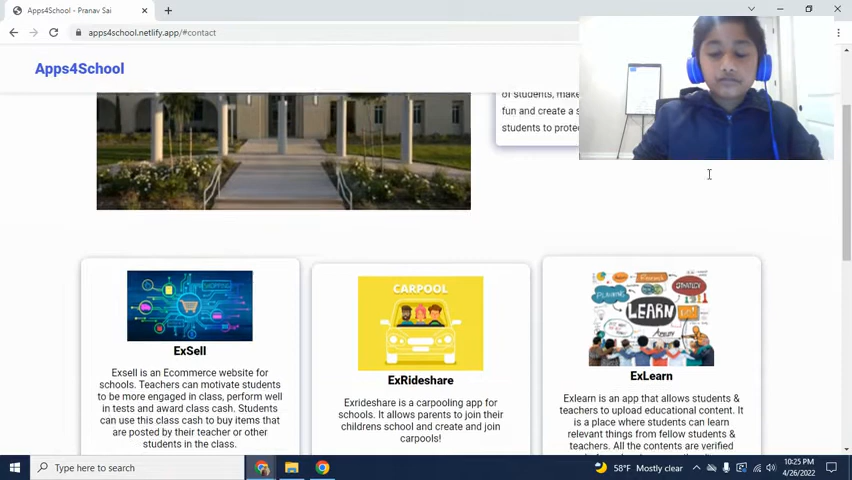 Apps4School - Pranav Sai
apps4school.netlify.app/#contact
Apps4School
of students, make
fun and create a s
students to prote
CARPOOL
STRATEGY
LEARN
ExSell
Exsell is an Ecommerce website for
schools. Teachers can motivate students
to be more engaged in class, perform well
in tests and award class cash. Students
can use this class cash to buy items that
are posted by their teacher or other
students in the class.
ExRideshare
Exrideshare is a carpooling app for
schools. It allows parents to join their
childrens school and create and join
carpools!
ExLearn
Exlearn is an app that allows students &
teachers to upload educational content. It
is a place where students can learn
relevant things from fellow students &
teachers. All the contents are verified
Type here to search
58°F Mostly clear
10:25 PM
4/26/2022